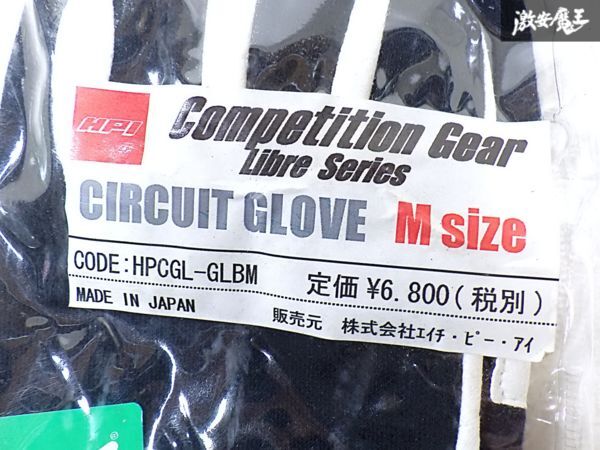 激安魔王
HPI
Competition Gear
Libre Series
CIRCUIT GLOVE M size
CODE:HPCGL-GLBM 定価 ¥6.800(税別)
MADE IN JAPAN 販売元 株式会社エイチ・ピー・アイ